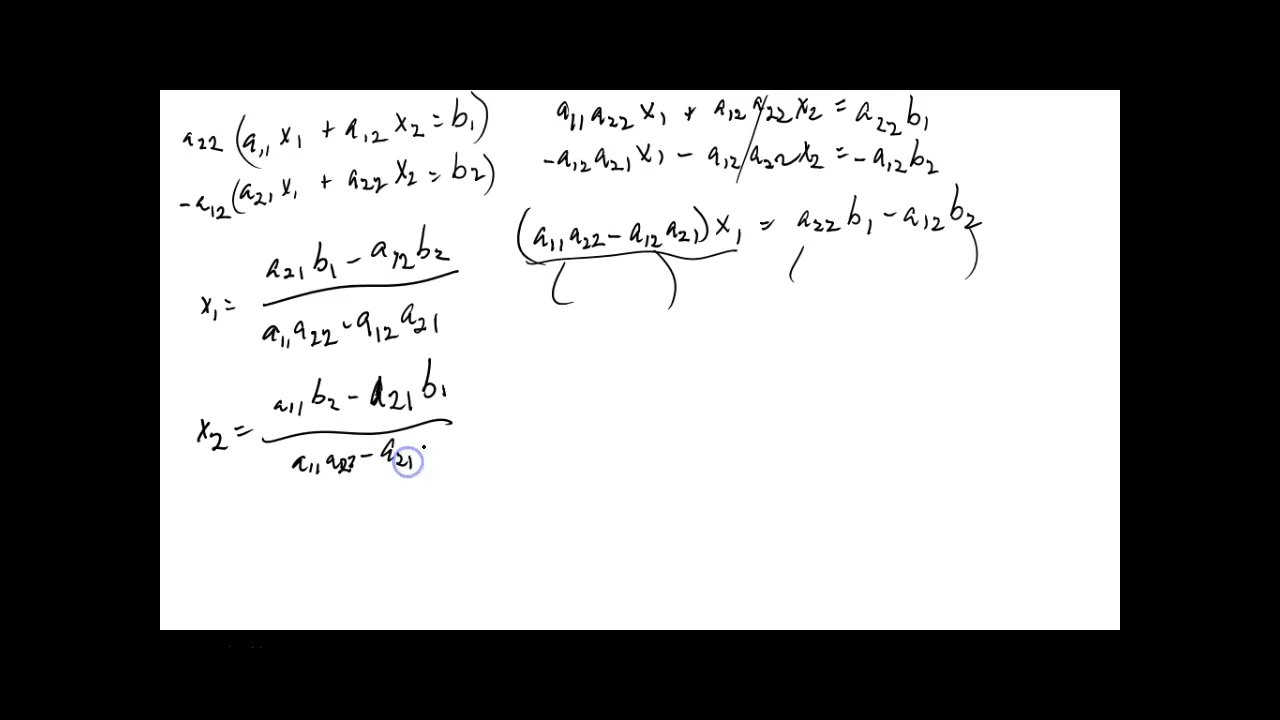 a₂₂ (a₁₁ x₁ + a₁₂ x₂ = b₁)
-a₁₂ (a₂₁ x₁ + a₂₂ x₂ = b₂)
a₁₁ a₂₂ x₁ + a₁₂ a₂₂ x₂ = a₂₂ b₁
-a₁₂ a₂₁ x₁ - a₁₂ a₂₂ x₂ = -a₁₂ b₂
(a₁₁ a₂₂ - a₁₂ a₂₁) x₁ = a₂₂ b₁ - a₁₂ b₂
( ) ( )
a₂₁ b₁ - a₁₂ b₂
x₁ =
a₁₁ a₂₂ - a₁₂ a₂₁
a₁₁ b₂ - a₂₁ b₁
x₂ =
a₁₁ a₂₂ - a₂₁